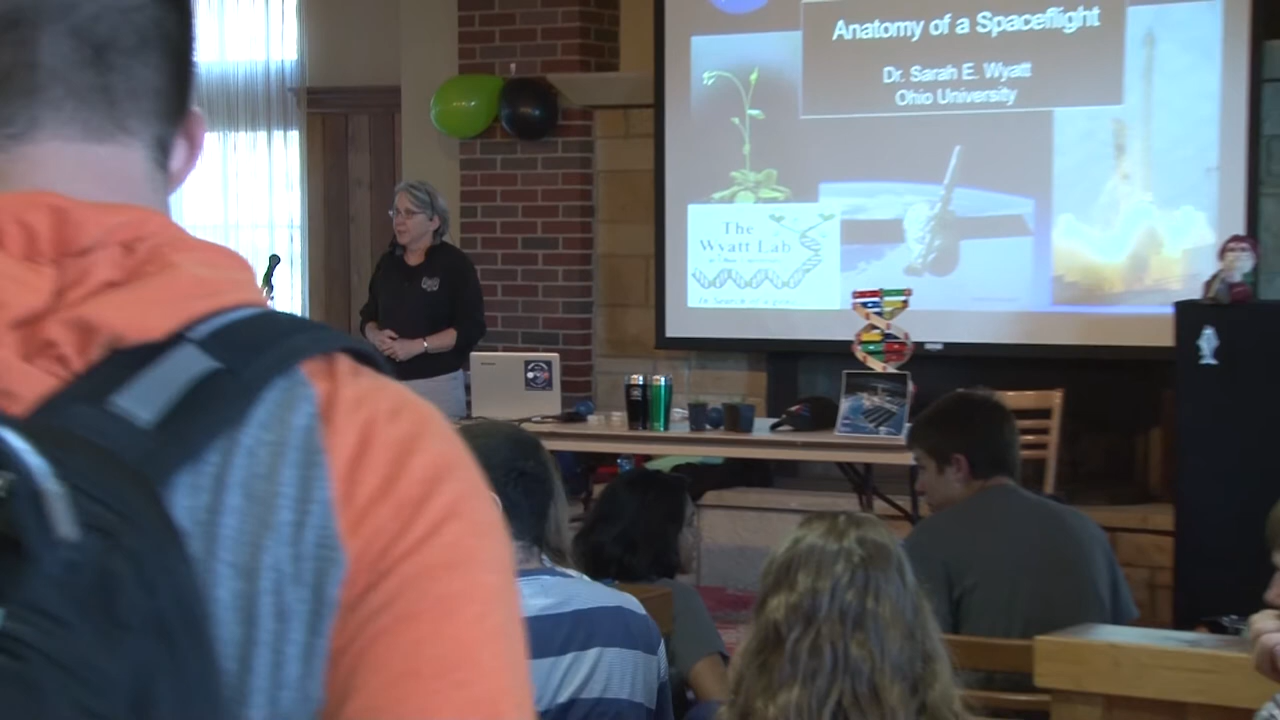 Anatomy of a Spaceflight
Dr. Sarah E. Wyatt
Ohio University
The
Wyatt Lab